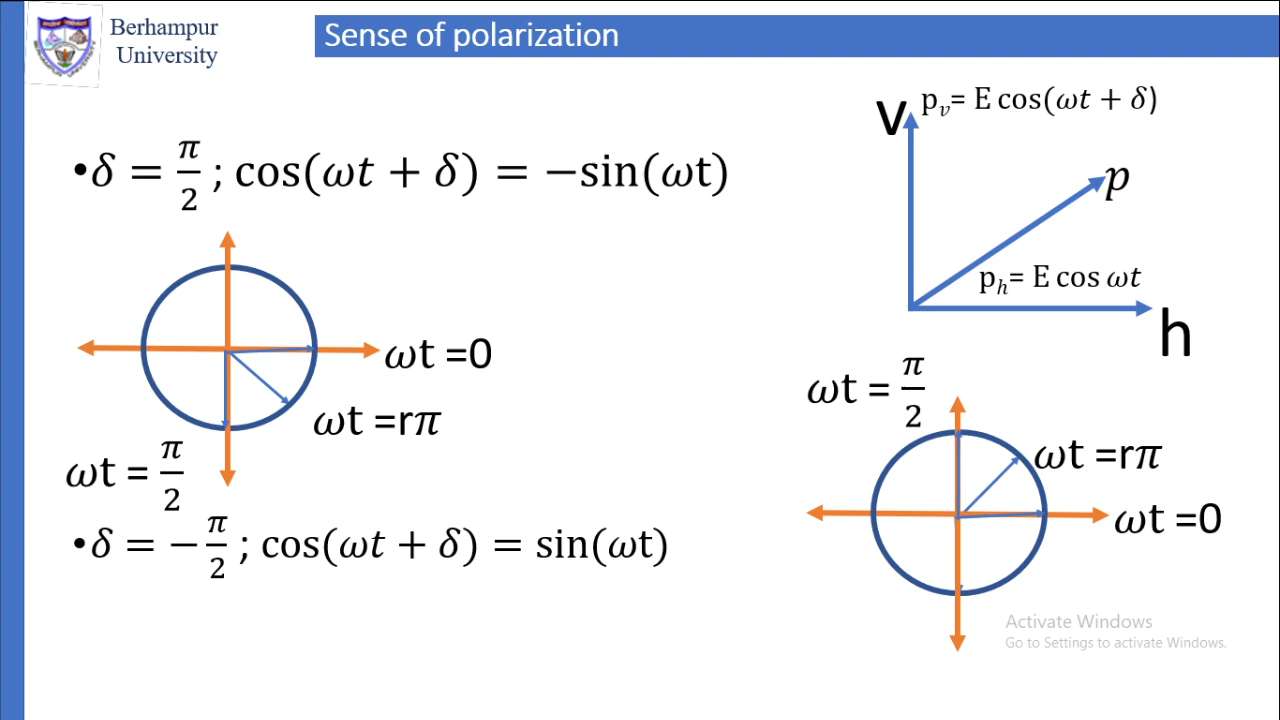 Berhampur
University
Sense of polarization
•δ = π/2 ; cos(ωt + δ) = −sin(ωt)
V
p_v= E cos(ωt + δ)
p
p_h= E cos ωt
h
ωt =0
ωt =rπ
ωt = π/2
ωt = π/2
ωt =rπ
ωt =0
•δ = − π/2 ; cos(ωt + δ) = sin(ωt)
Activate Windows
Go to Settings to activate Windows.